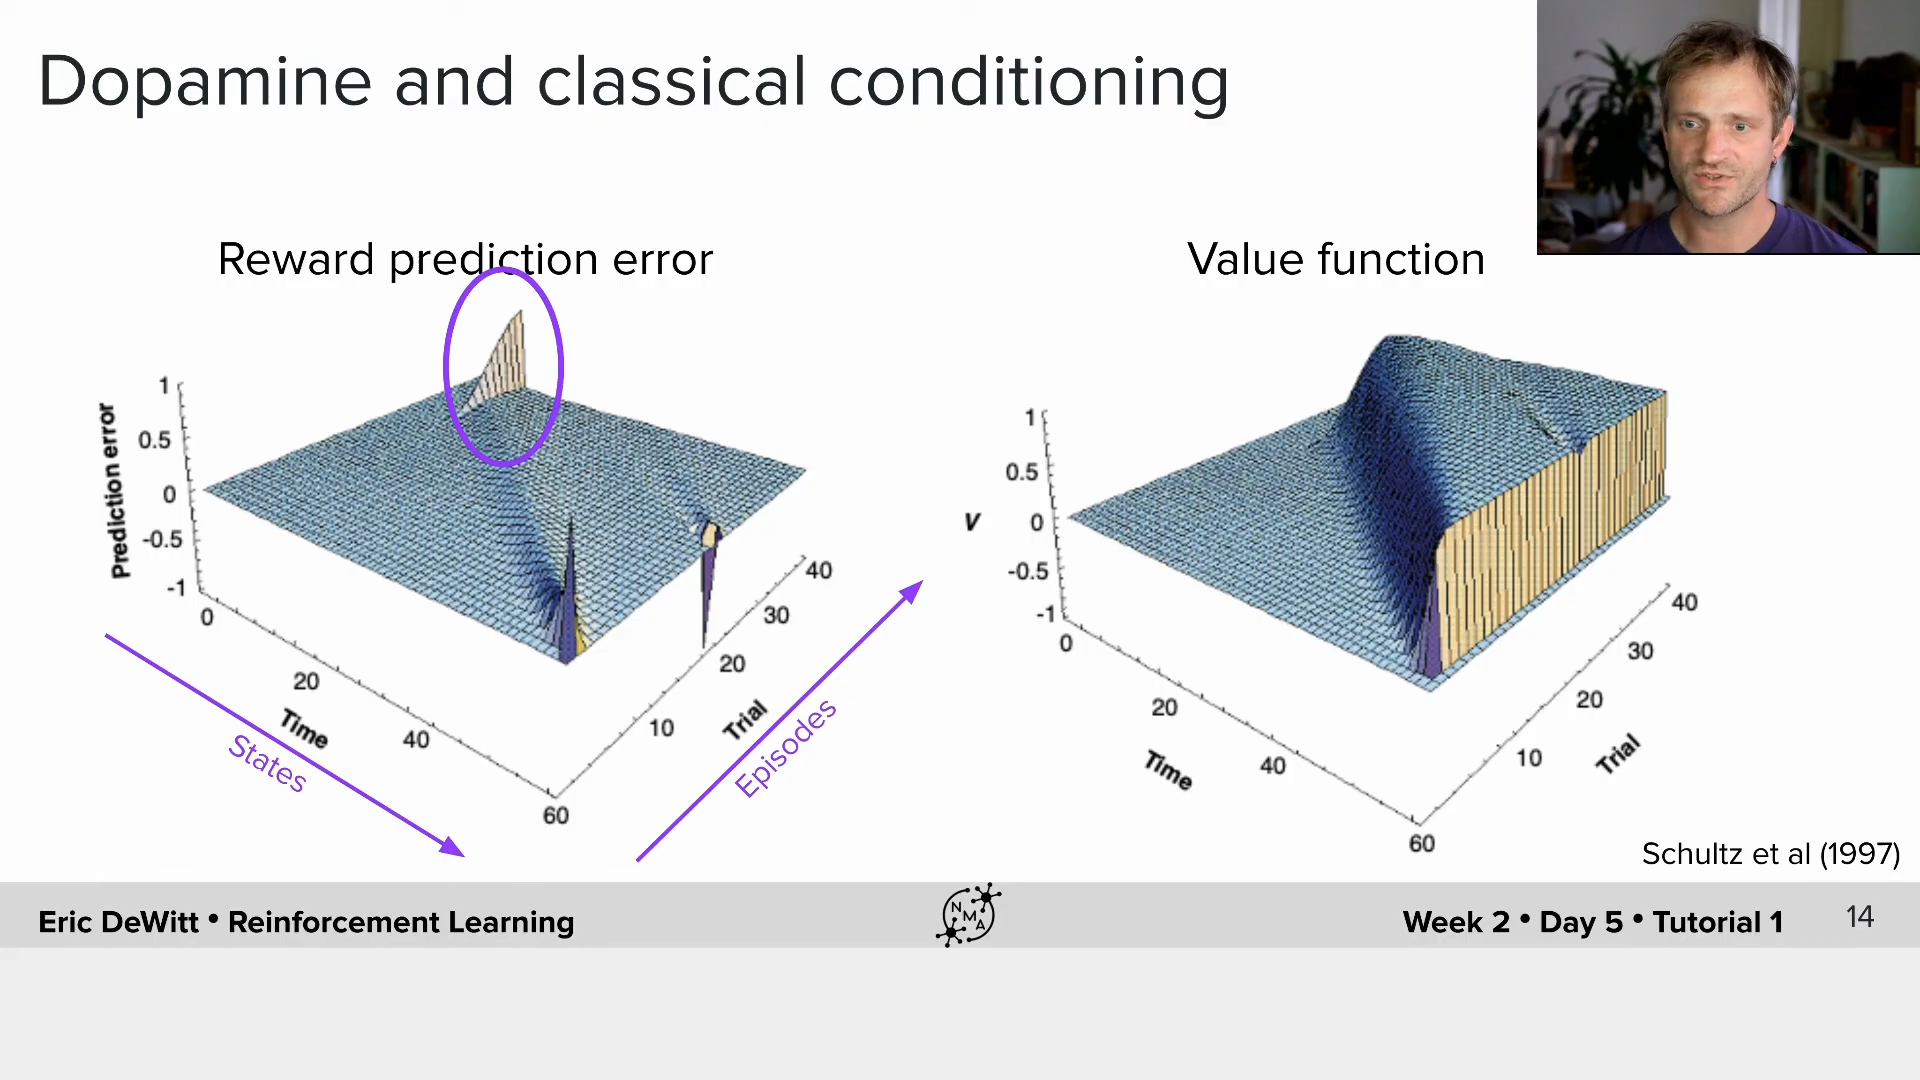 Dopamine and classical conditioning
Reward prediction error
Value function
Prediction error
1
0.5
0
-0.5
-1
0
20
40
60
Time
10
20
30
40
Trial
States
Episodes
V
1
0.5
0
-0.5
-1
0
20
40
60
Time
10
20
30
40
Trial
Schultz et al (1997)
Eric DeWitt • Reinforcement Learning
N
M
A
Week 2 • Day 5 • Tutorial 1
14